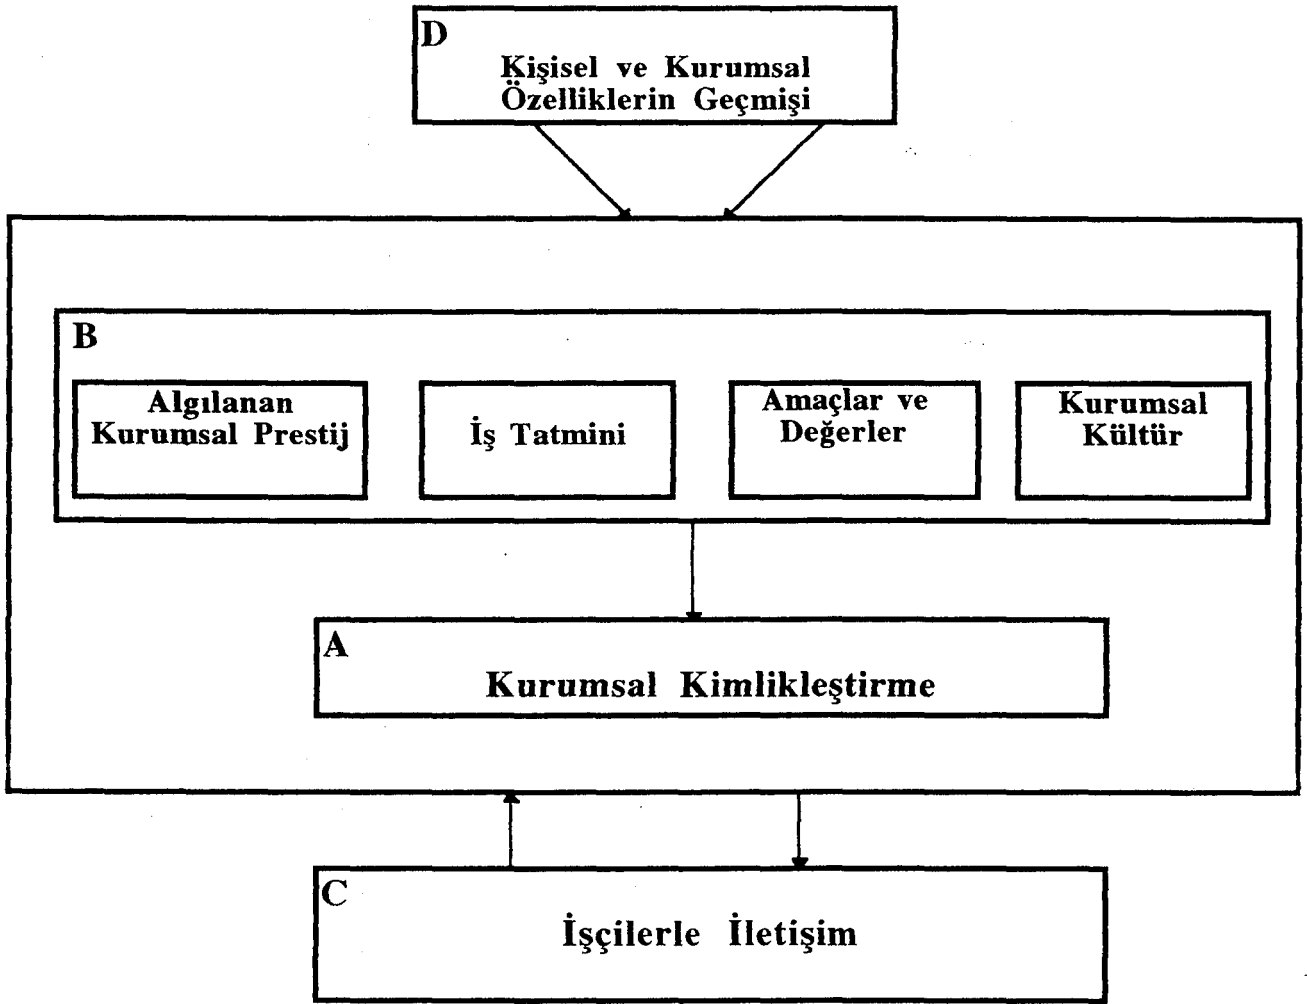 D
Kişisel ve Kurumsal
Özelliklerin Geçmişi
B
Algılanan
Kurumsal Prestij
İş Tatmini
Amaçlar ve
Değerler
Kurumsal
Kültür
A
Kurumsal Kimlikleştirme
C
İşçilerle İletişim